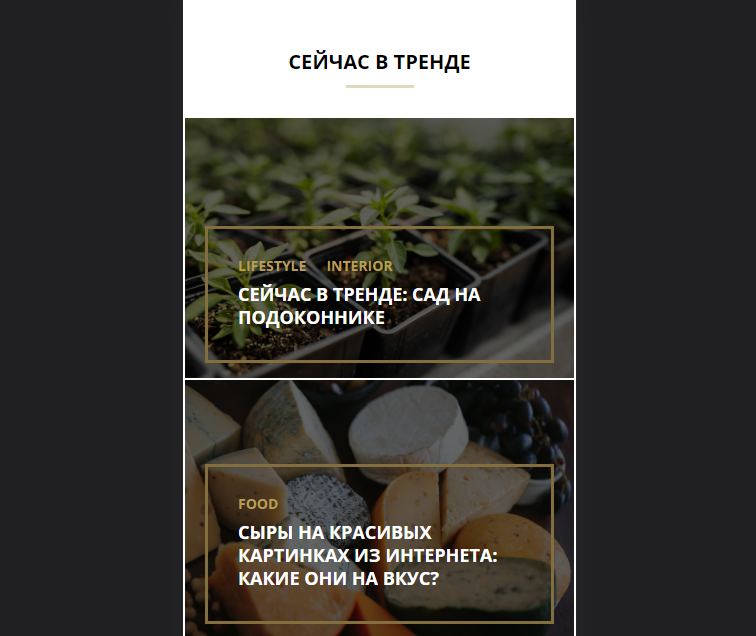 СЕЙЧАС В ТРЕНДЕ
LIFESTYLE INTERIOR
СЕЙЧАС В ТРЕНДЕ: САД НА
ПОДОКОННИКЕ
FOOD
СЫРЫ НА КРАСИВЫХ
КАРТИНКАХ ИЗ ИНТЕРНЕТА:
КАКИЕ ОНИ НА ВКУС?